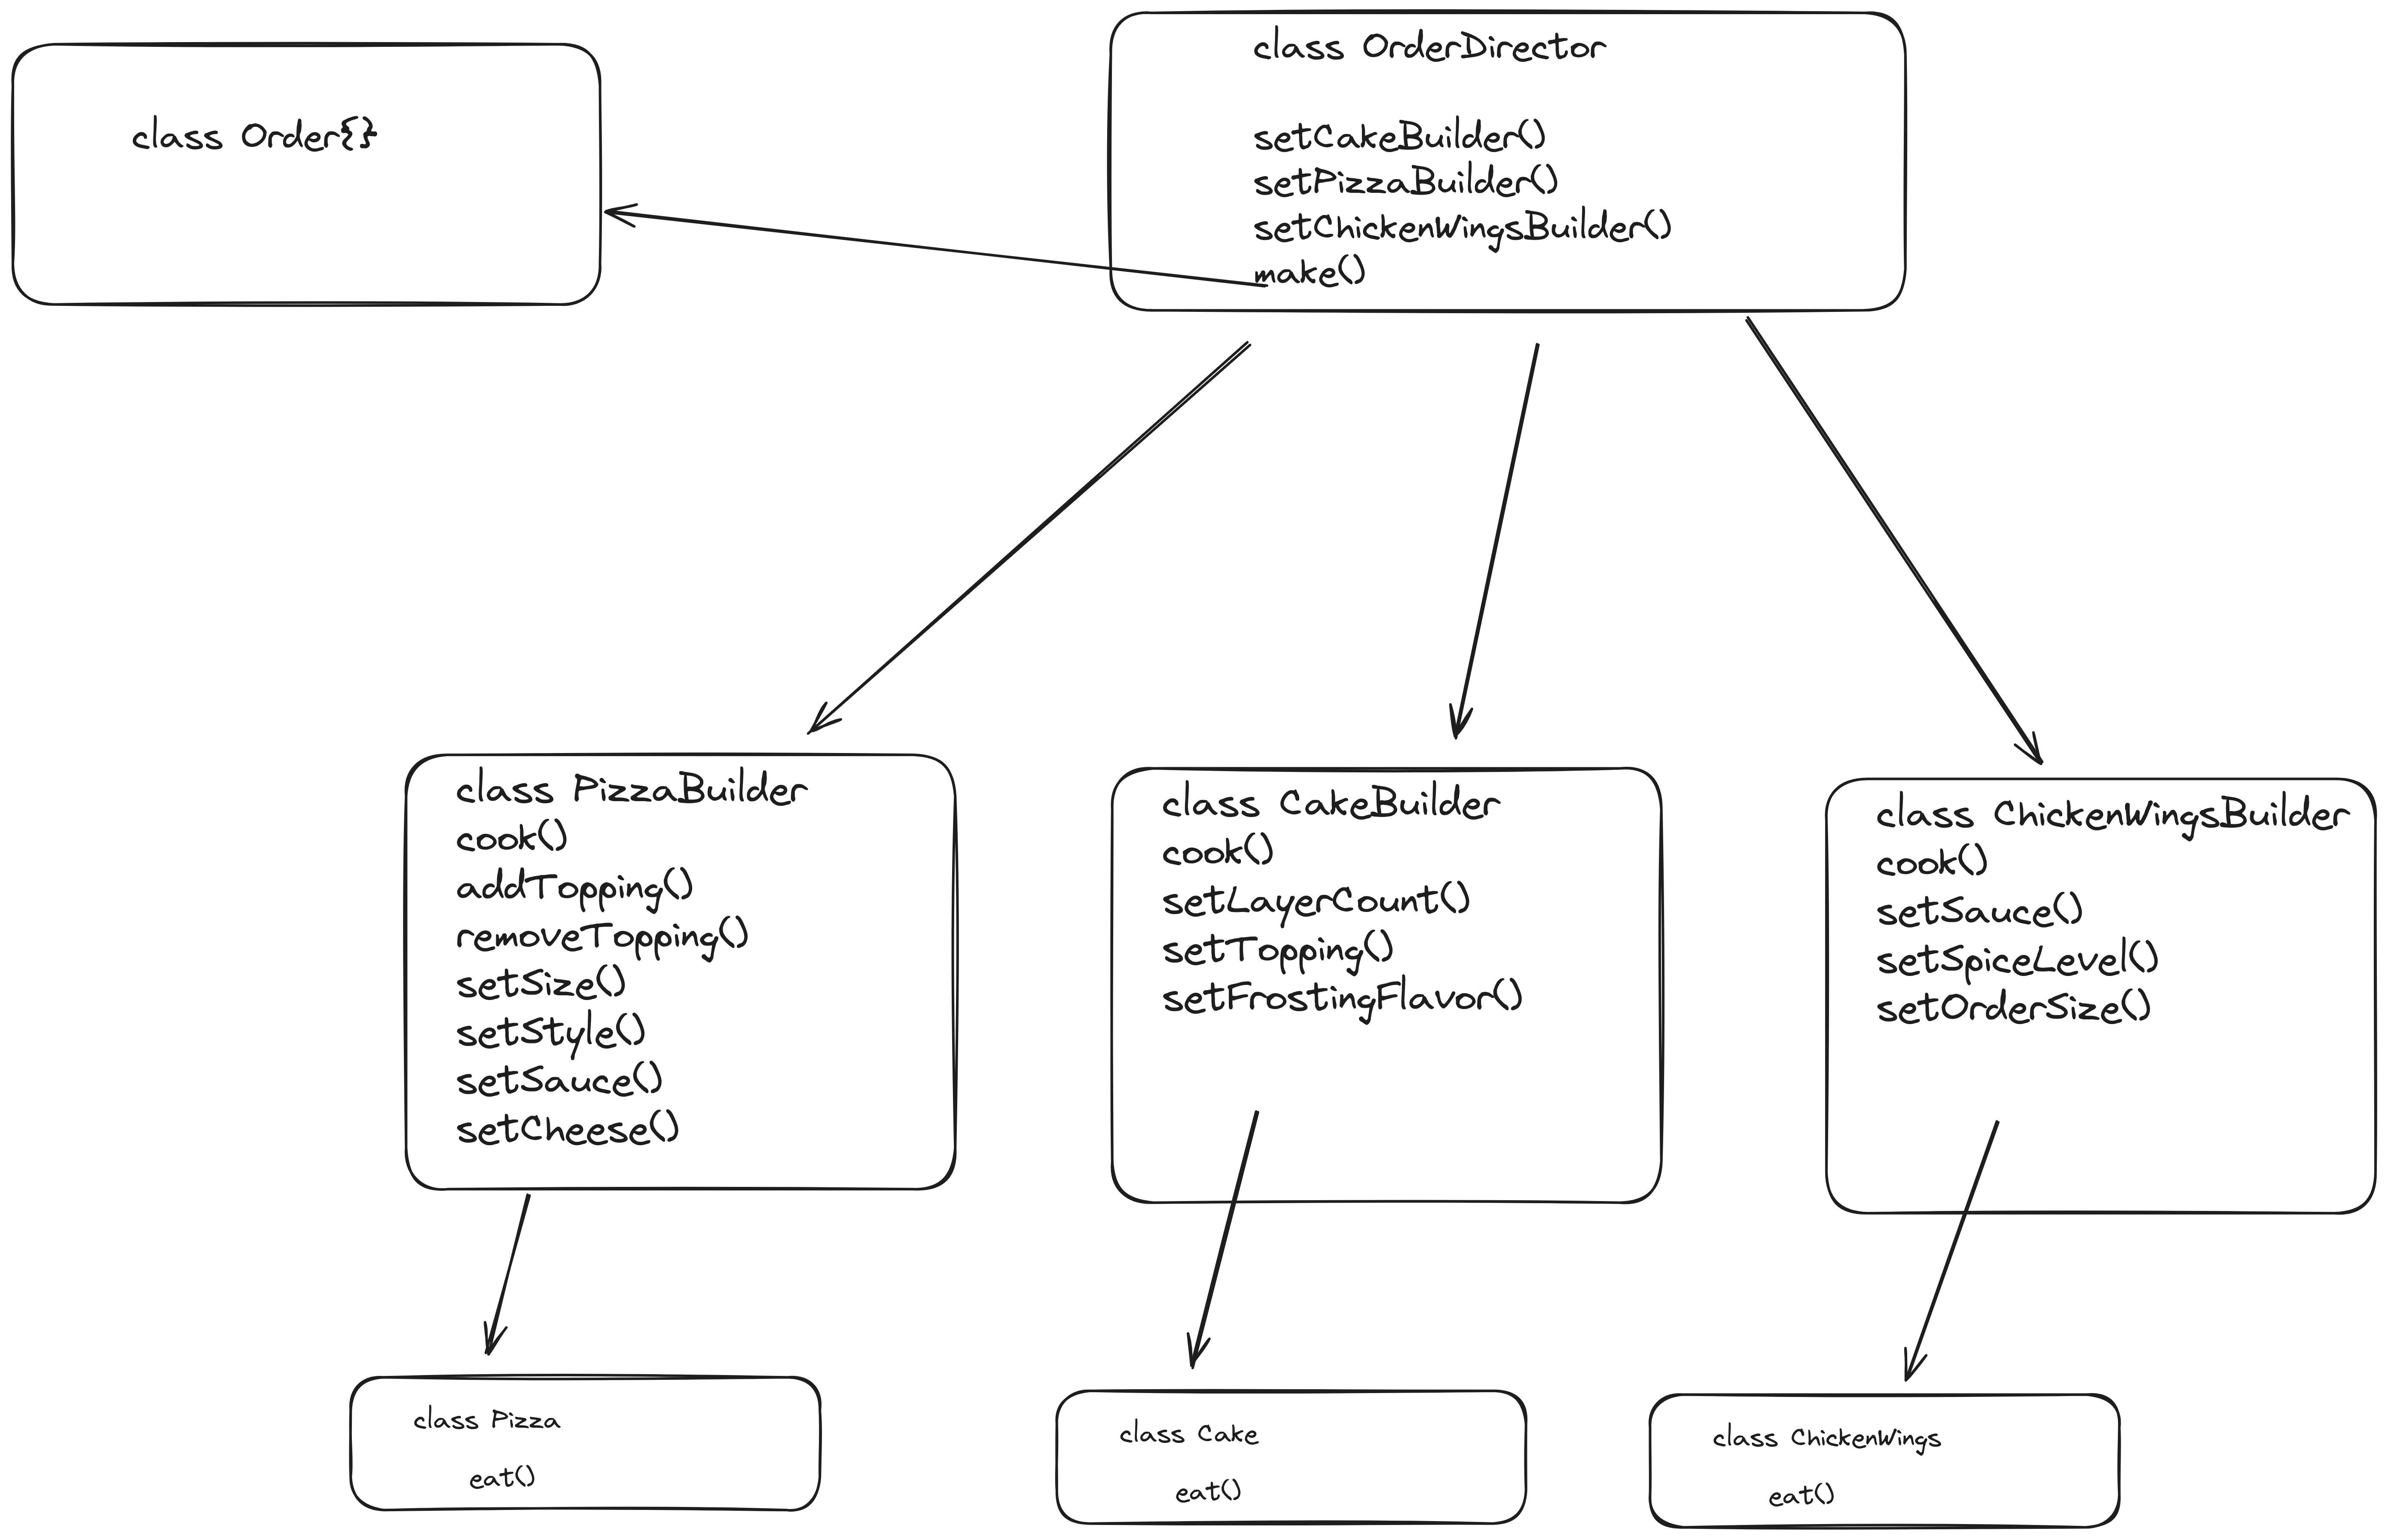 class Order{}
class OrderDirector
setCakeBuilder()
setPizzaBuilder()
setChickenWingsBuilder()
make()
class PizzaBuilder
cook()
addTopping()
removeTopping()
setSize()
setStyle()
setSauce()
setCheese()
class CakeBuilder
cook()
setLayerCount()
setTopping()
setFrostingFlavor()
class ChickenWingsBuilder
cook()
setSauce()
setSpiceLevel()
setOrderSize()
class Pizza
eat()
class Cake
eat()
class ChickenWings
eat()